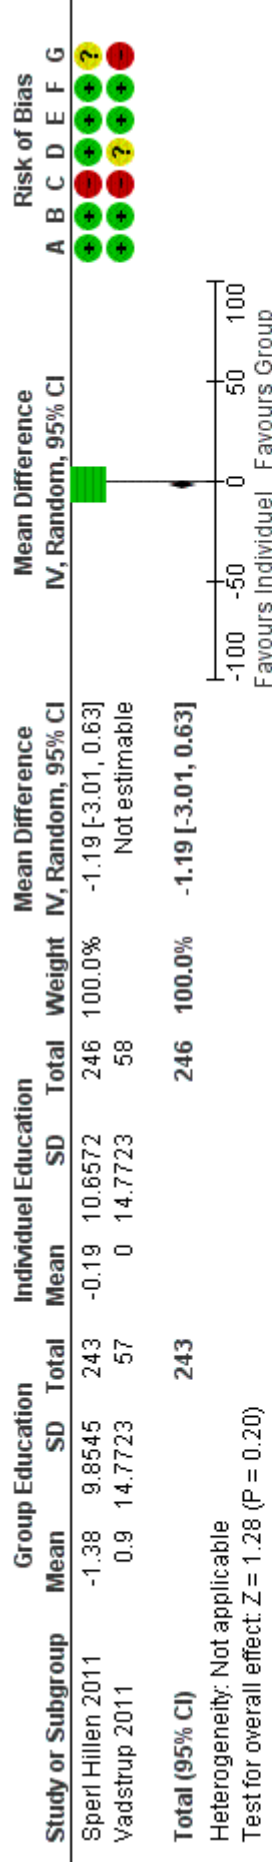 Group Education Individuel Education Mean Difference Mean Difference Risk of Bias
Study or Subgroup Mean SD Total Mean SD Total Weight IV, Random, 95% CI IV, Random, 95% CI A B C D E F G
Sperl Hillen 2011 -1.38 9.8545 243 -0.19 10.6572 246 100.0% -1.19 [-3.01, 0.63] + + - + + + ?
Vadstrup 2011 0.9 14.7723 57 0 14.7723 58 Not estimable + + - ? + + -
Total (95% CI) 243 246 100.0% -1.19 [-3.01, 0.63]
Heterogeneity: Not applicable
Test for overall effect: Z = 1.28 (P = 0.20)
-100 -50 0 50 100
Favours Individuel Favours Group